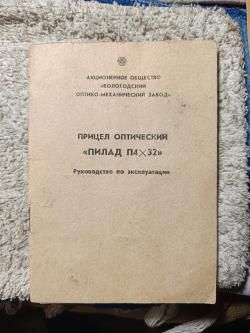 АКЦИОНЕРНОЕ ОБЩЕСТВО
«ВОЛОГОДСКИЙ
ОПТИКО-МЕХАНИЧЕСКИЙ ЗАВОД»
ПРИЦЕЛ ОПТИЧЕСКИЙ
«ПИЛАД П4×32»
Руководство по эксплуатации